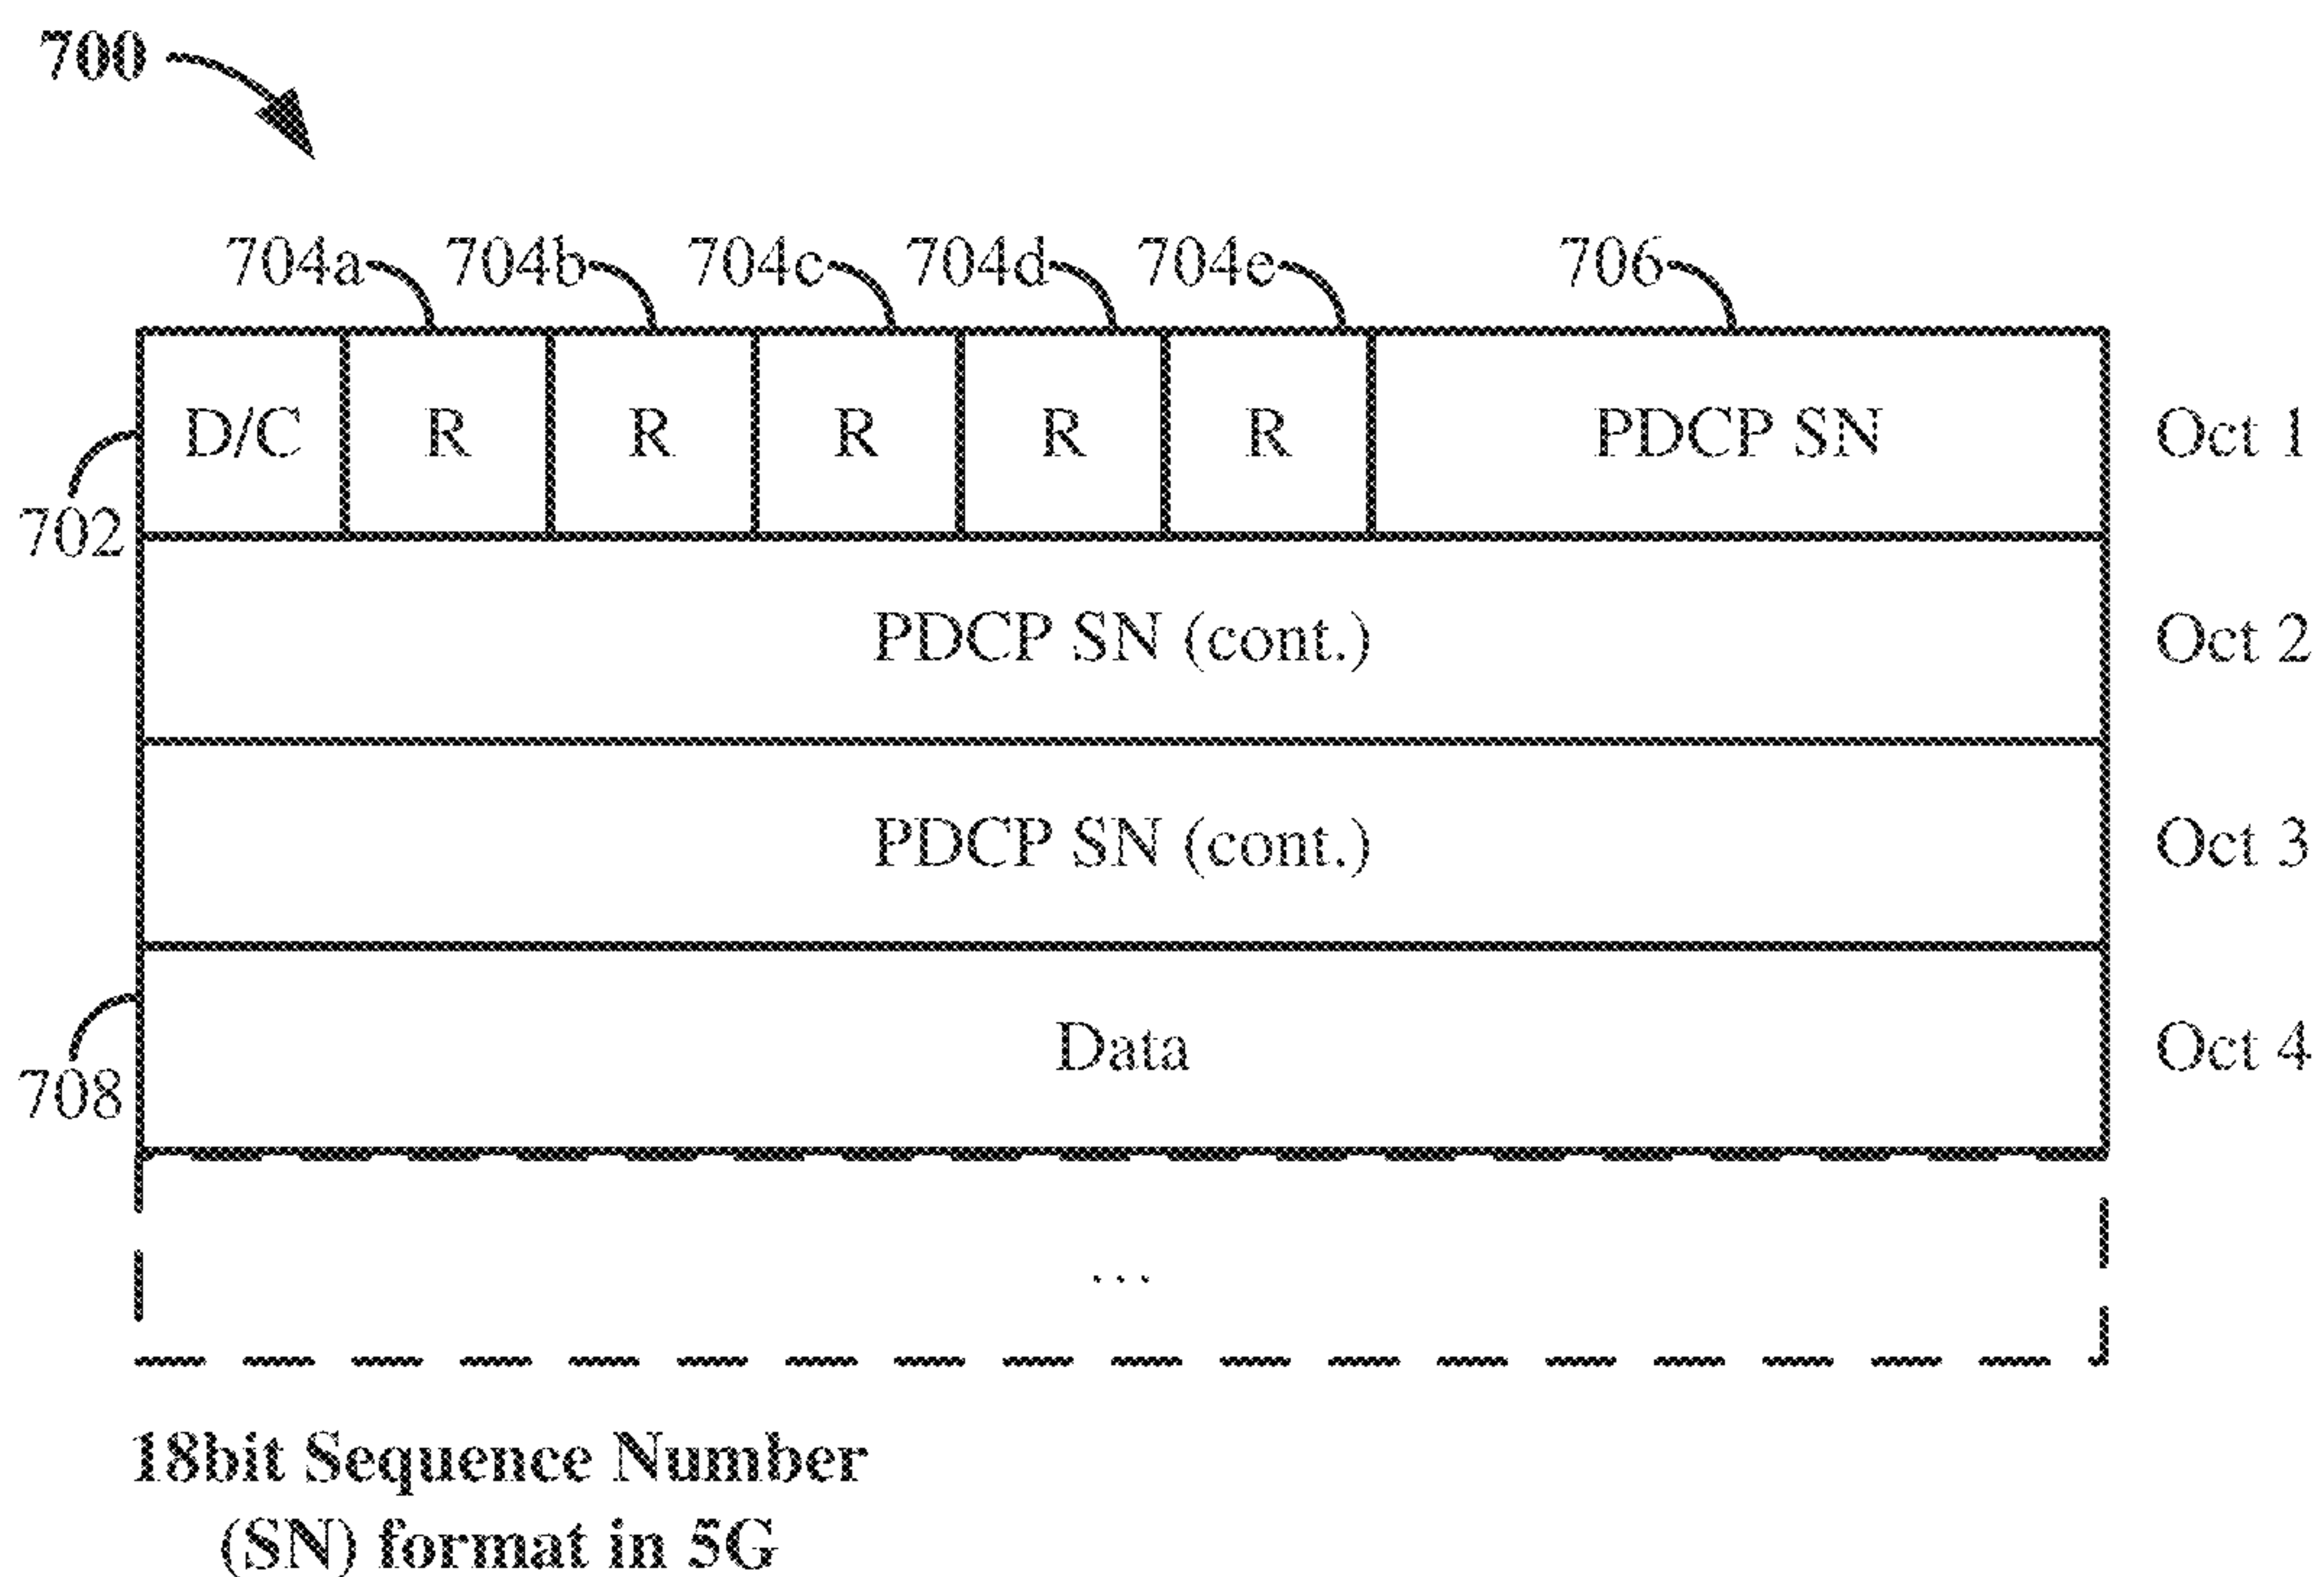 700
704a 704b 704c 704d 704e 706
D/C R R R R R PDCP SN Oct 1
702
PDCP SN (cont.) Oct 2
PDCP SN (cont.) Oct 3
Data Oct 4
708
...
18bit Sequence Number
(SN) format in 5G